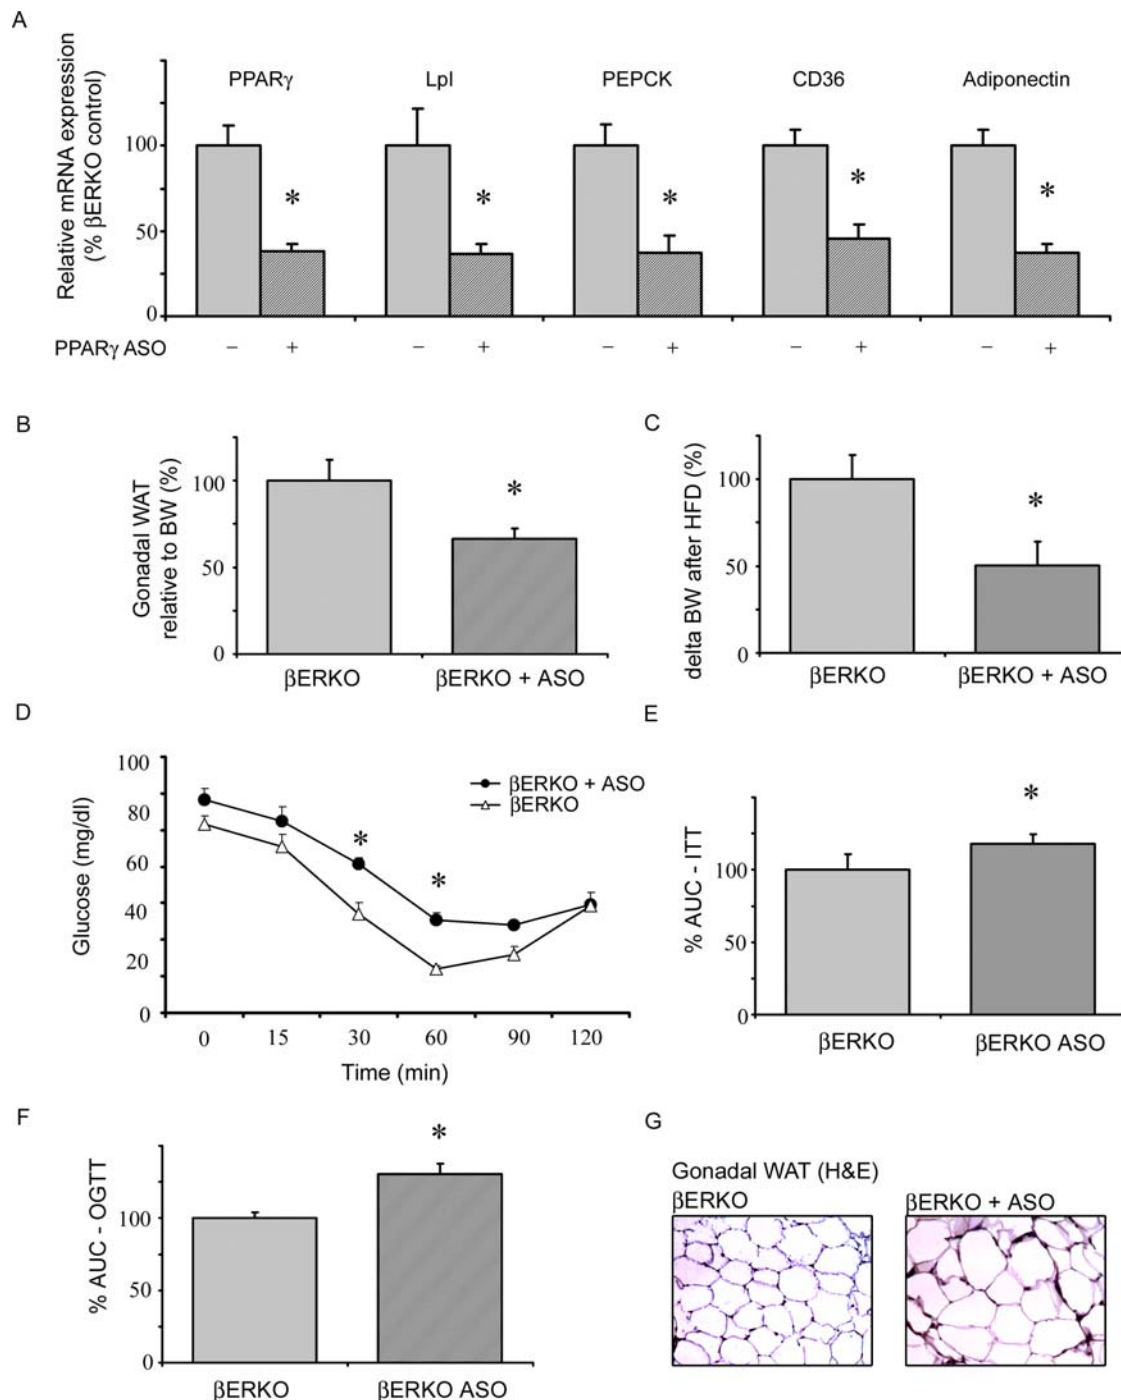 A
Relative mRNA expression
(% βERKO control)
100
50
0
PPARγ
Lpl
PEPCK
CD36
Adiponectin
*
*
*
*
*
PPARγ ASO
− + − + − + − + − +
B
Gonadal WAT
relative to BW (%)
100
50
0
*
βERKO
βERKO + ASO
C
delta BW after HFD (%)
100
50
0
*
βERKO
βERKO + ASO
D
Glucose (mg/dl)
100
80
60
40
20
0
βERKO + ASO
βERKO
*
*
0 15 30 60 90 120
Time (min)
E
% AUC - ITT
100
50
0
*
βERKO
βERKO ASO
F
% AUC - OGTT
100
50
0
*
βERKO
βERKO ASO
G
Gonadal WAT (H&E)
βERKO
βERKO + ASO